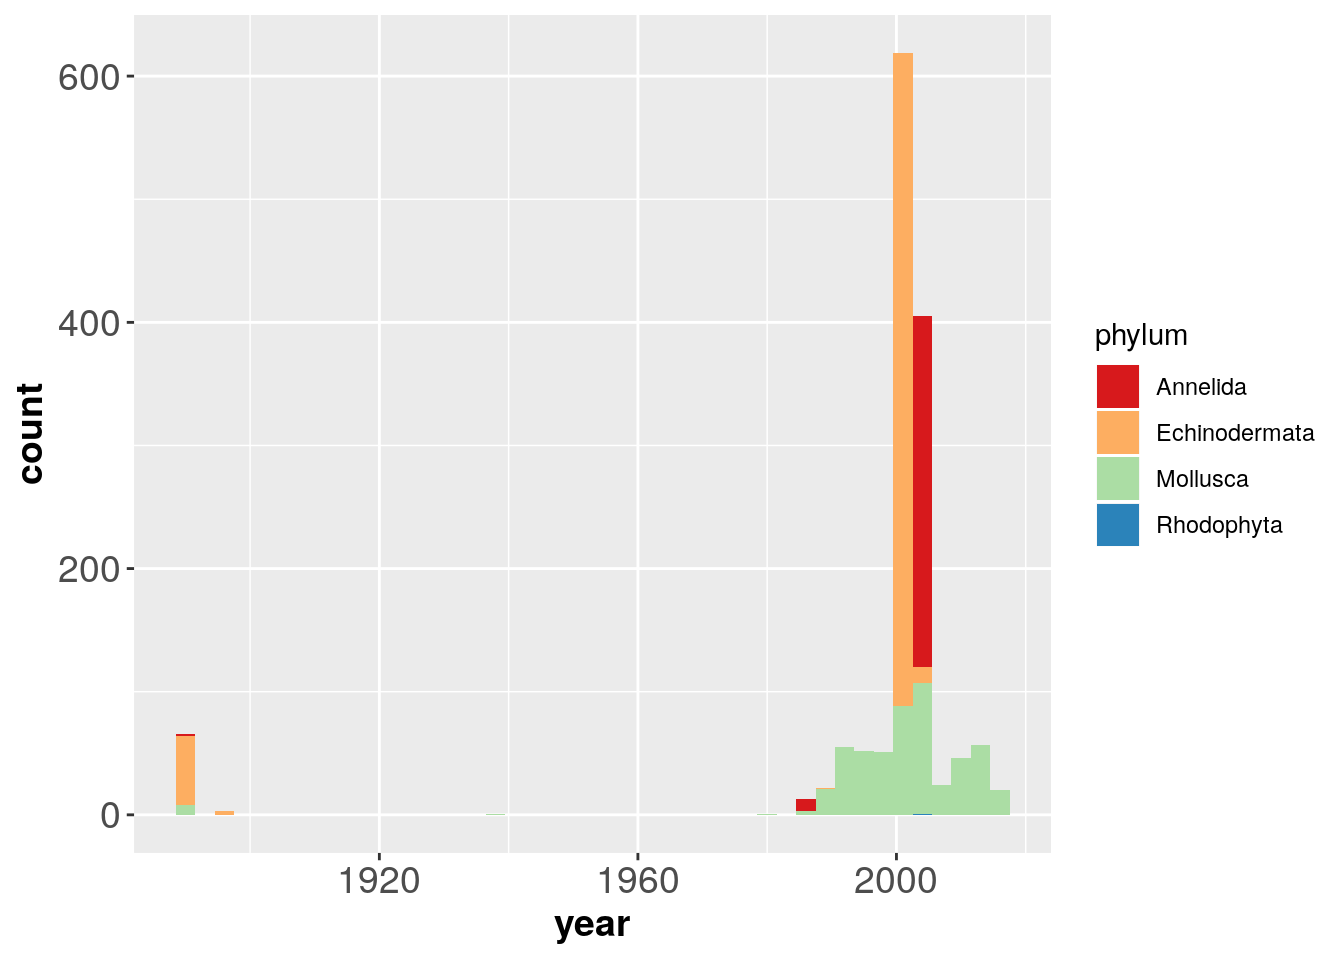 600
400
200
0
count
1920
1960
2000
year
phylum
Annelida
Echinodermata
Mollusca
Rhodophyta